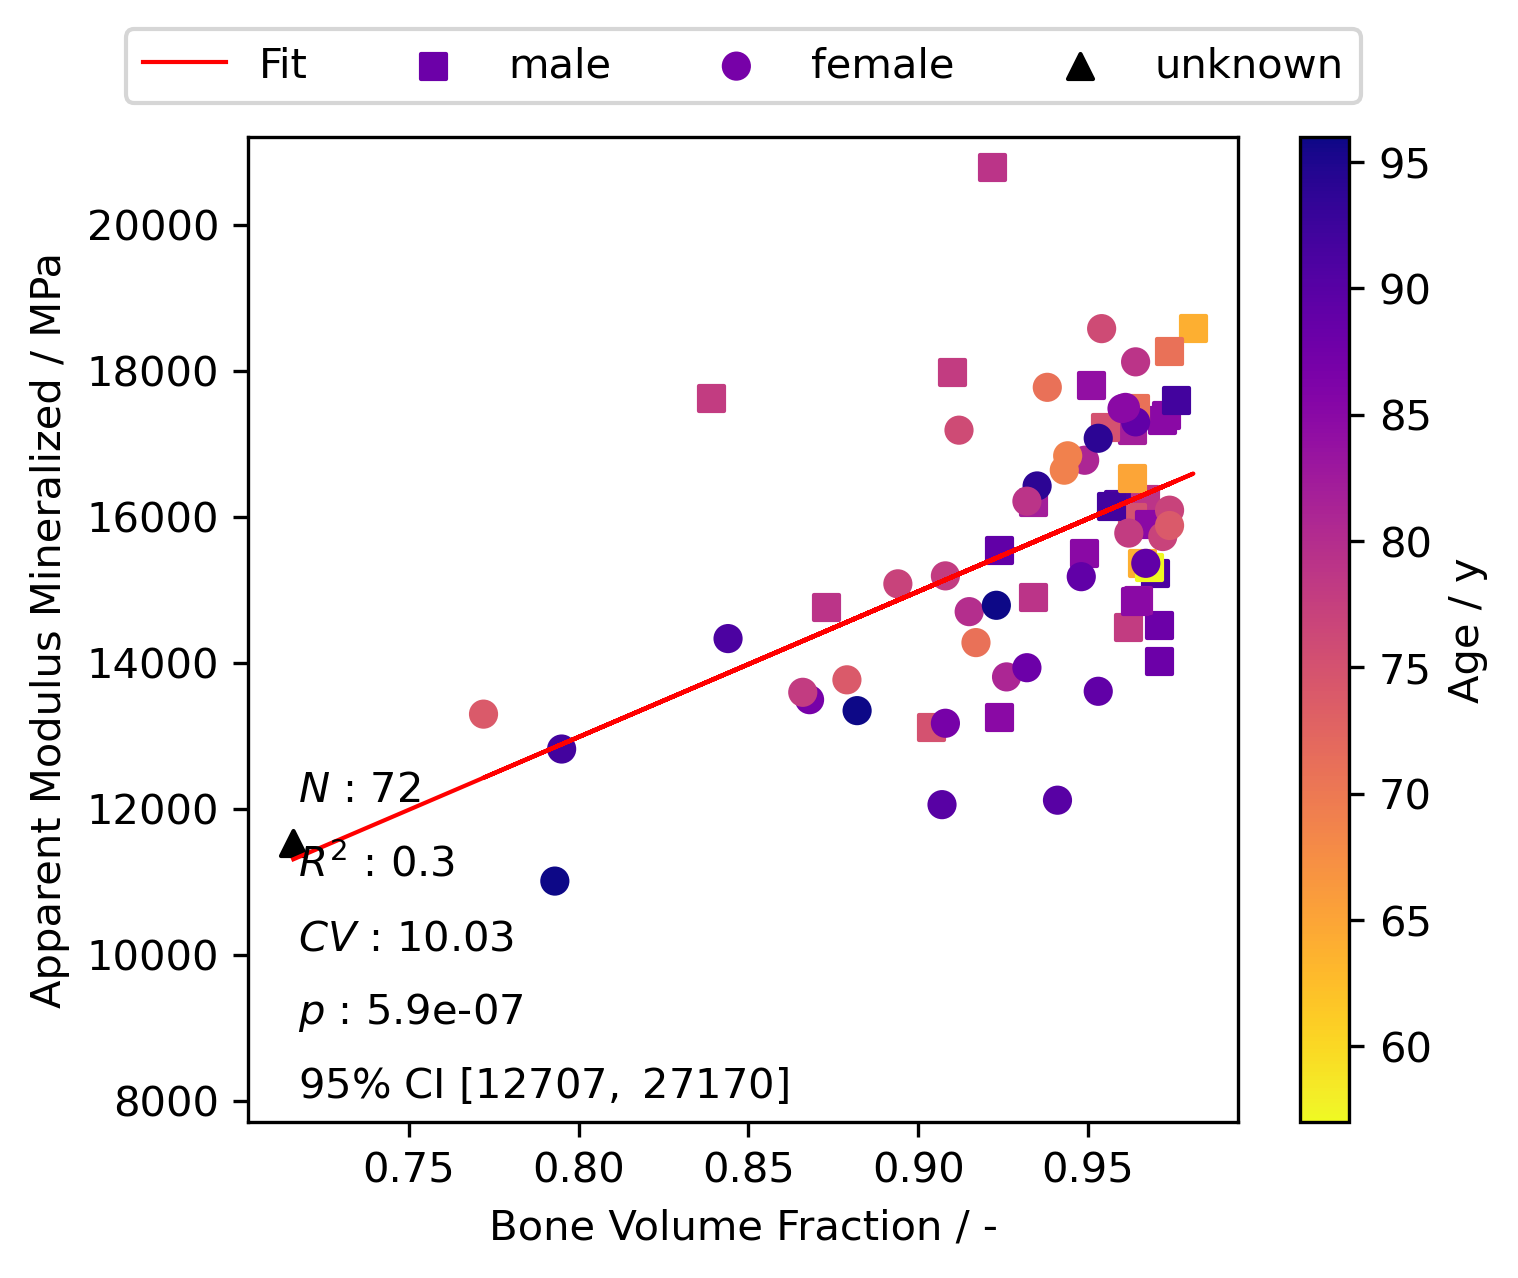 Fit male female unknown
20000
18000
16000
14000
12000
10000
8000
Apparent Modulus Mineralized / MPa
N : 72
R² : 0.3
CV : 10.03
p : 5.9e-07
95% CI [12707, 27170]
0.75 0.80 0.85 0.90 0.95
Bone Volume Fraction / -
95
90
85
80
75
70
65
60
Age / y